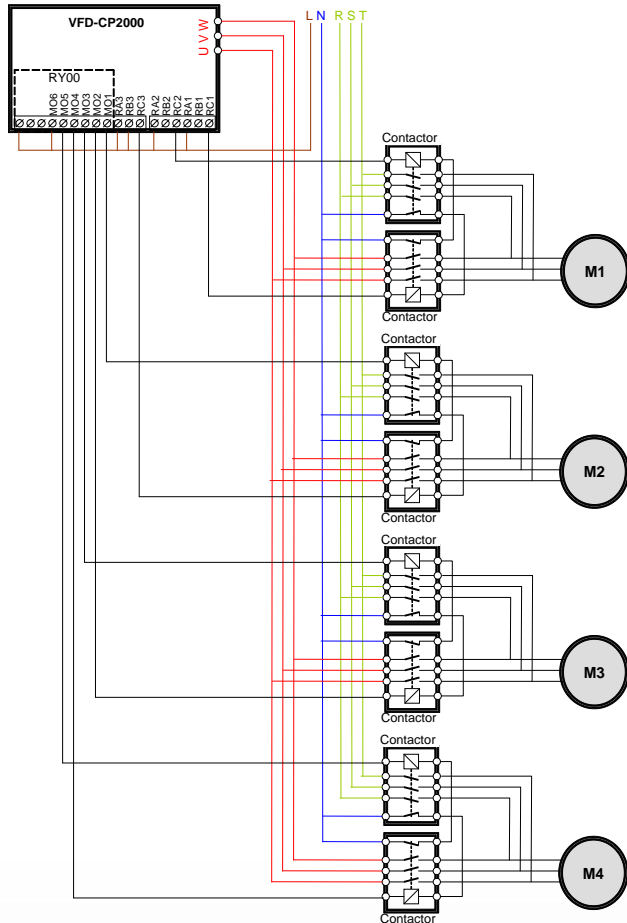 VFD-CP2000
U V W
L N R S T
RY00
MO6
MO5
MO4
MO3
MO2
MO1
RA3
RB3
RC3
RA2
RB2
RC2
RA1
RB1
RC1
Contactor
M1
Contactor
Contactor
M2
Contactor
Contactor
M3
Contactor
Contactor
M4
Contactor